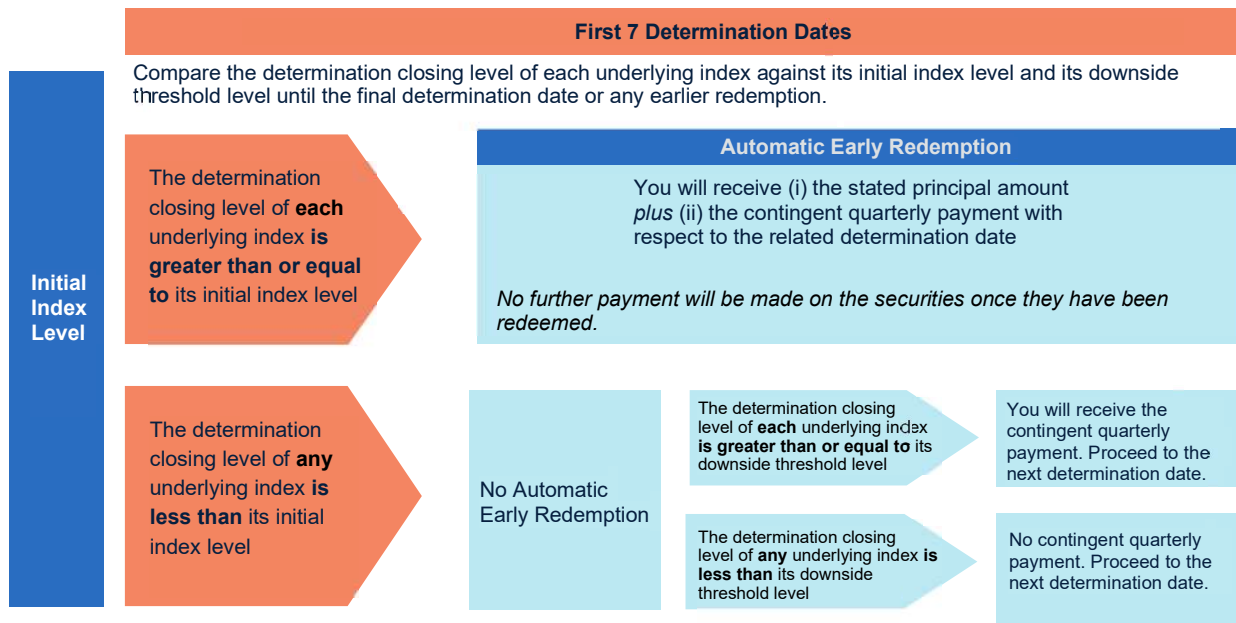 First 7 Determination Dates
Compare the determination closing level of each underlying index against its initial index level and its downside
threshold level until the final determination date or any earlier redemption.
Initial
Index
Level
The determination
closing level of each
underlying index is
greater than or equal
to its initial index level
Automatic Early Redemption
You will receive (i) the stated principal amount
plus (ii) the contingent quarterly payment with
respect to the related determination date
No further payment will be made on the securities once they have been
redeemed.
The determination
closing level of any
underlying index is
less than its initial
index level
No Automatic
Early Redemption
The determination closing
level of each underlying index
is greater than or equal to its
downside threshold level
You will receive the
contingent quarterly
payment. Proceed to the
next determination date.
The determination closing
level of any underlying index is
less than its downside
threshold level
No contingent quarterly
payment. Proceed to the
next determination date.